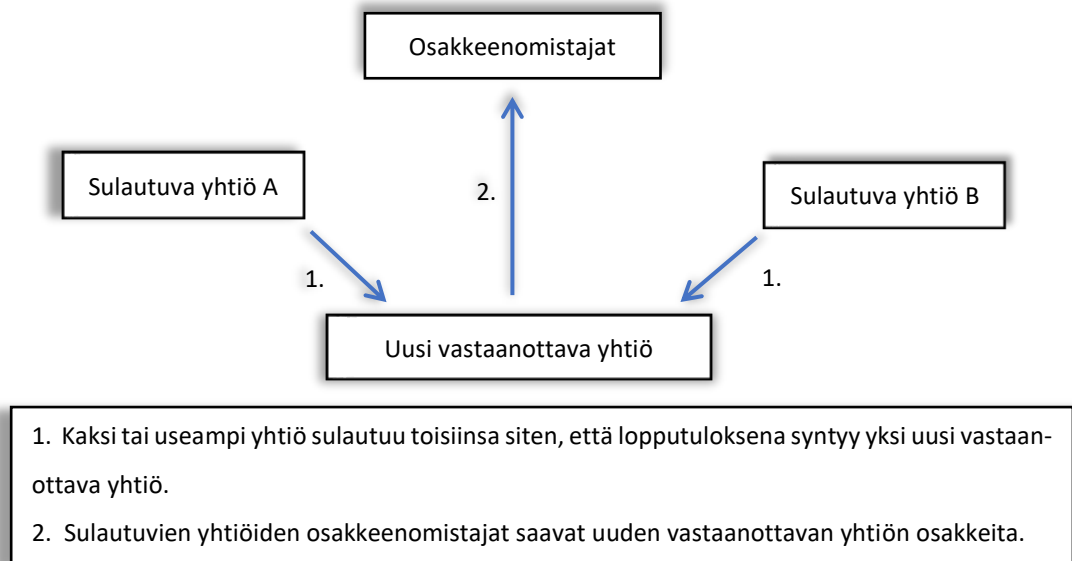 Osakkeenomistajat
Sulautuva yhtiö A
2.
Sulautuva yhtiö B
1.
1.
Uusi vastaanottava yhtiö
1. Kaksi tai useampi yhtiö sulautuu toisiinsa siten, että lopputuloksena syntyy yksi uusi vastaan-
ottava yhtiö.
2. Sulautuvien yhtiöiden osakkeenomistajat saavat uuden vastaanottavan yhtiön osakkeita.